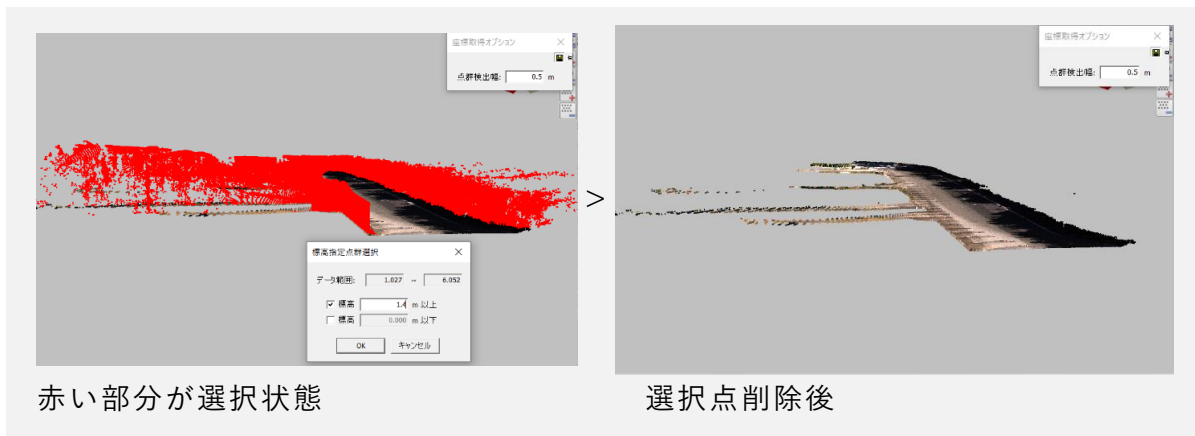 座標取得オプション
点群検出幅: 0.5 m
標高指定点群選択
データ範囲: 1.027 ~ 6.052
標高 1.4 m 以上
標高 0.000 m 以下
OK キャンセル
赤い部分が選択状態
>
座標取得オプション
点群検出幅: 0.5 m
選択点削除後